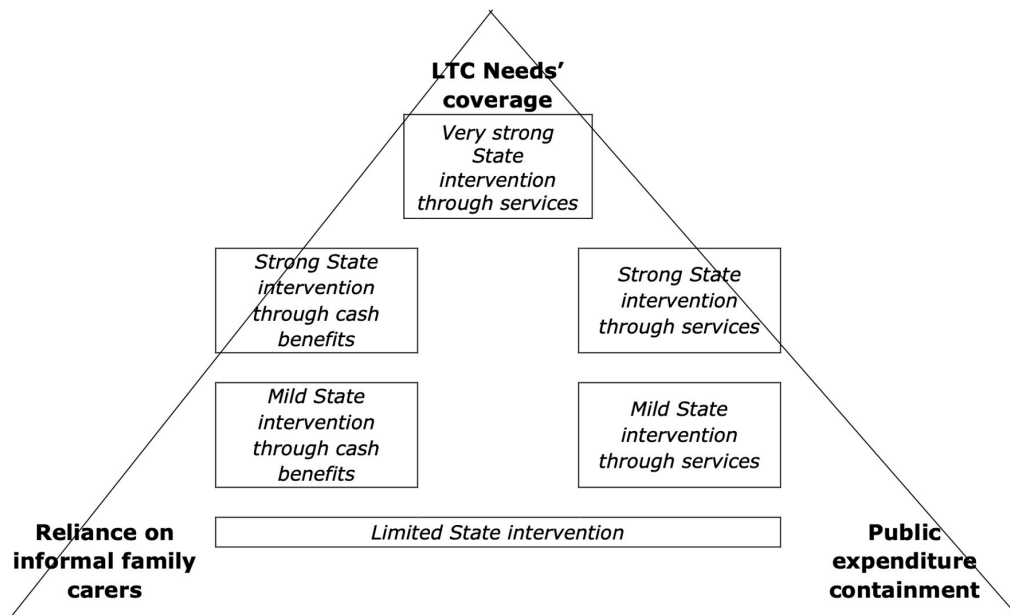 LTC Needs’
coverage
Very strong
State
intervention
through services
Strong State
intervention
through cash
benefits
Strong State
intervention
through services
Mild State
intervention
through cash
benefits
Mild State
intervention
through services
Reliance on
informal family
carers
Limited State intervention
Public
expenditure
containment